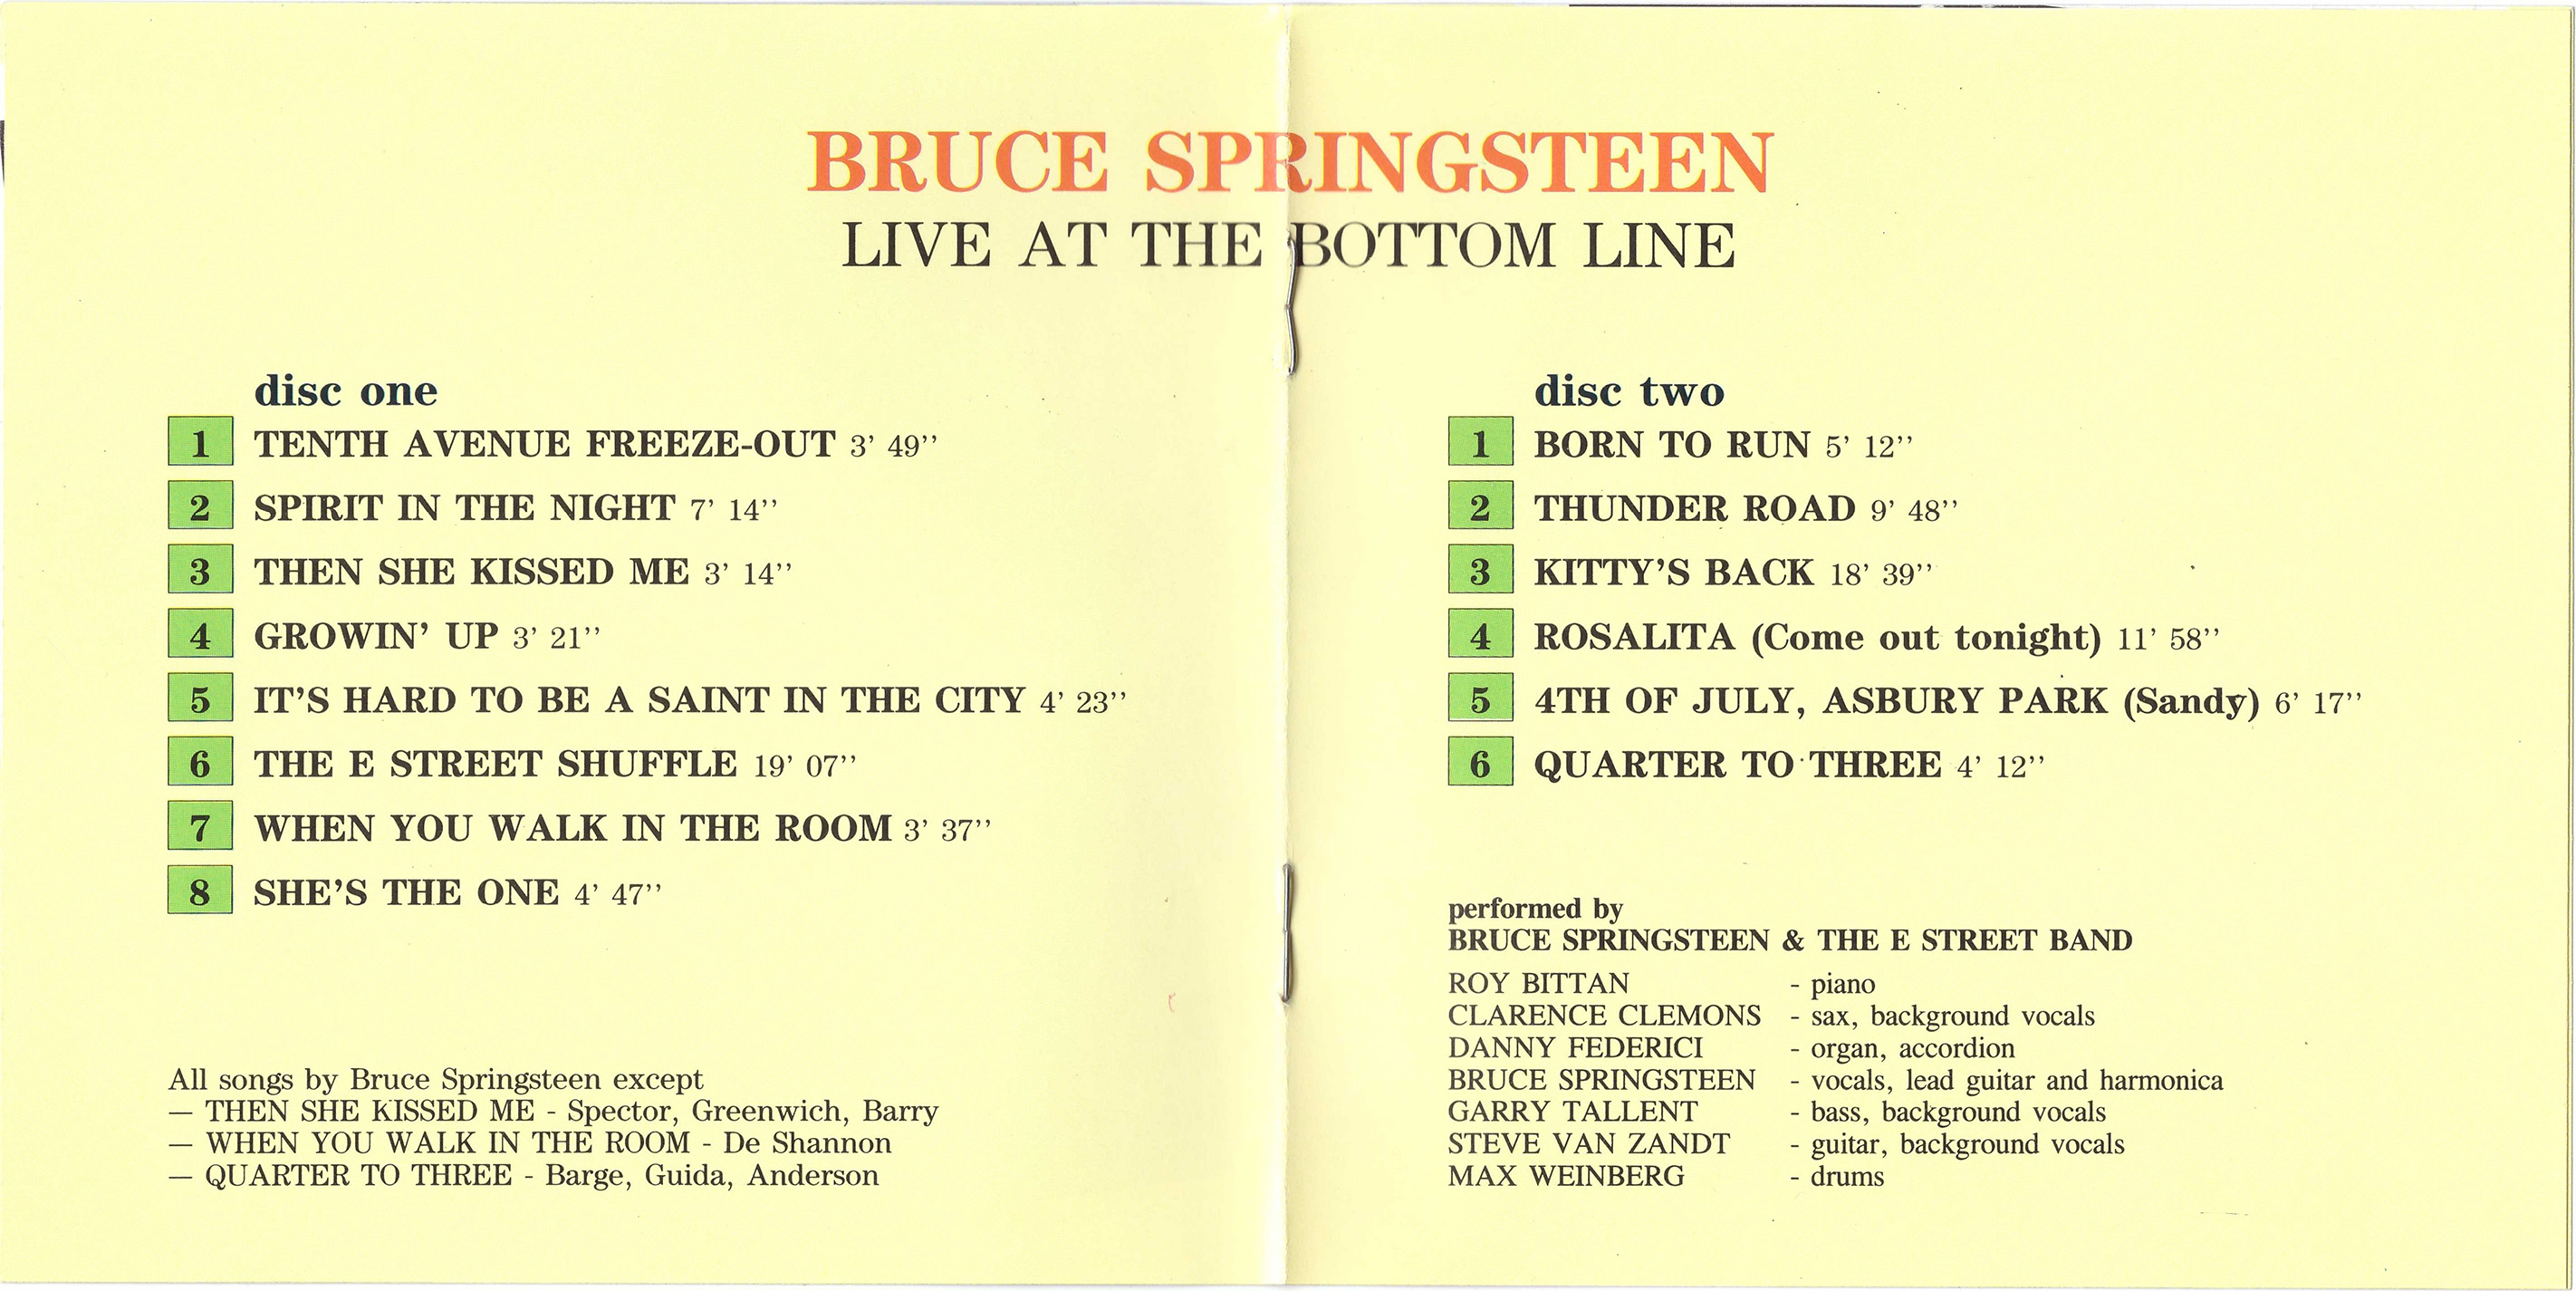 BRUCE SPRINGSTEEN
LIVE AT THE BOTTOM LINE
disc one
1 TENTH AVENUE FREEZE-OUT 3’ 49’’
2 SPIRIT IN THE NIGHT 7’ 14’’
3 THEN SHE KISSED ME 3’ 14’’
4 GROWIN’ UP 3’ 21’’
5 IT’S HARD TO BE A SAINT IN THE CITY 4’ 23’’
6 THE E STREET SHUFFLE 19’ 07’’
7 WHEN YOU WALK IN THE ROOM 3’ 37’’
8 SHE’S THE ONE 4’ 47’’
All songs by Bruce Springsteen except
— THEN SHE KISSED ME - Spector, Greenwich, Barry
— WHEN YOU WALK IN THE ROOM - De Shannon
— QUARTER TO THREE - Barge, Guida, Anderson
disc two
1 BORN TO RUN 5’ 12’’
2 THUNDER ROAD 9’ 48’’
3 KITTY’S BACK 18’ 39’’
4 ROSALITA (Come out tonight) 11’ 58’’
5 4TH OF JULY, ASBURY PARK (Sandy) 6’ 17’’
6 QUARTER TO THREE 4’ 12’’
performed by
BRUCE SPRINGSTEEN & THE E STREET BAND
ROY BITTAN - piano
CLARENCE CLEMONS - sax, background vocals
DANNY FEDERICI - organ, accordion
BRUCE SPRINGSTEEN - vocals, lead guitar and harmonica
GARRY TALLENT - bass, background vocals
STEVE VAN ZANDT - guitar, background vocals
MAX WEINBERG - drums